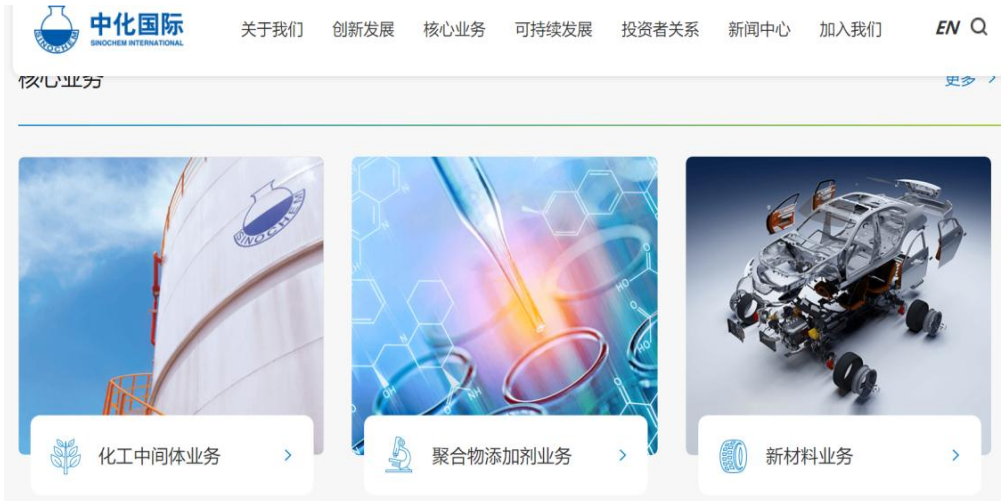 中化国际
SINOCHEM INTERNATIONAL
关于我们 创新发展 核心业务 可持续发展 投资者关系 新闻中心 加入我们 EN
核心业务 更多
SINOCHEM
化工中间体业务
聚合物添加剂业务
新材料业务